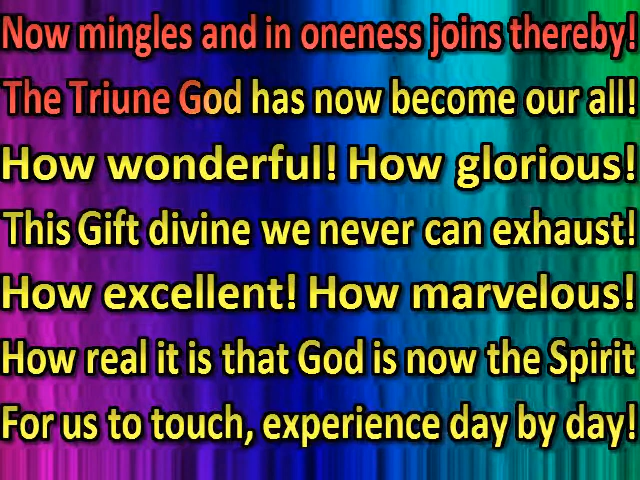 Now mingles and in oneness joins thereby!
The Triune God has now become our all!
How wonderful! How glorious!
This Gift divine we never can exhaust!
How excellent! How marvelous!
How real it is that God is now the Spirit
For us to touch, experience day by day!